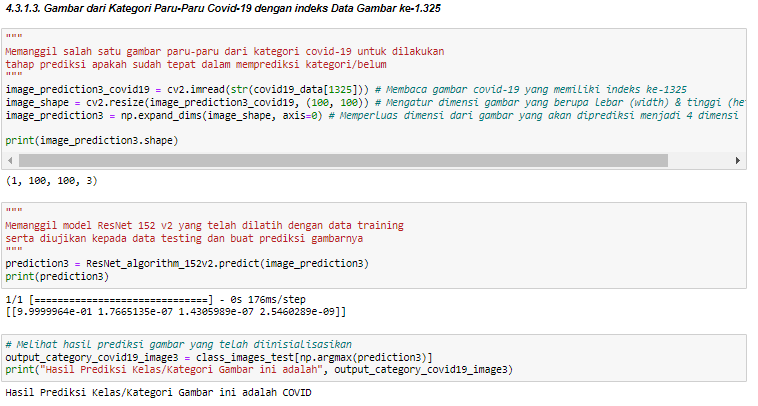 4.3.1.3. Gambar dari Kategori Paru-Paru Covid-19 dengan indeks Data Gambar ke-1.325
"""
Memanggil salah satu gambar paru-paru dari kategori covid-19 untuk dilakukan
tahap prediksi apakah sudah tepat dalam memprediksi kategori/belum
"""
image_prediction3_covid19 = cv2.imread(str(covid19_data[1325])) # Membaca gambar covid-19 yang memiliki indeks ke-1325
image_shape = cv2.resize(image_prediction3_covid19, (100, 100)) # Mengatur dimensi gambar yang berupa lebar (width) & tinggi (he
image_prediction3 = np.expand_dims(image_shape, axis=0) # Memperluas dimensi dari gambar yang akan diprediksi menjadi 4 dimensi
print(image_prediction3.shape)
(1, 100, 100, 3)
"""
Memanggil model ResNet 152 v2 yang telah dilatih dengan data training
serta diujikan kepada data testing dan buat prediksi gambarnya
"""
prediction3 = ResNet_algorithm_152v2.predict(image_prediction3)
print(prediction3)
1/1 [==============================] - 0s 176ms/step
[[9.9999964e-01 1.7665135e-07 1.4305989e-07 2.5460289e-09]]
# Melihat hasil prediksi gambar yang telah diinisialisasikan
output_category_covid19_image3 = class_images_test[np.argmax(prediction3)]
print("Hasil Prediksi Kelas/Kategori Gambar ini adalah", output_category_covid19_image3)
Hasil Prediksi Kelas/Kategori Gambar ini adalah COVID